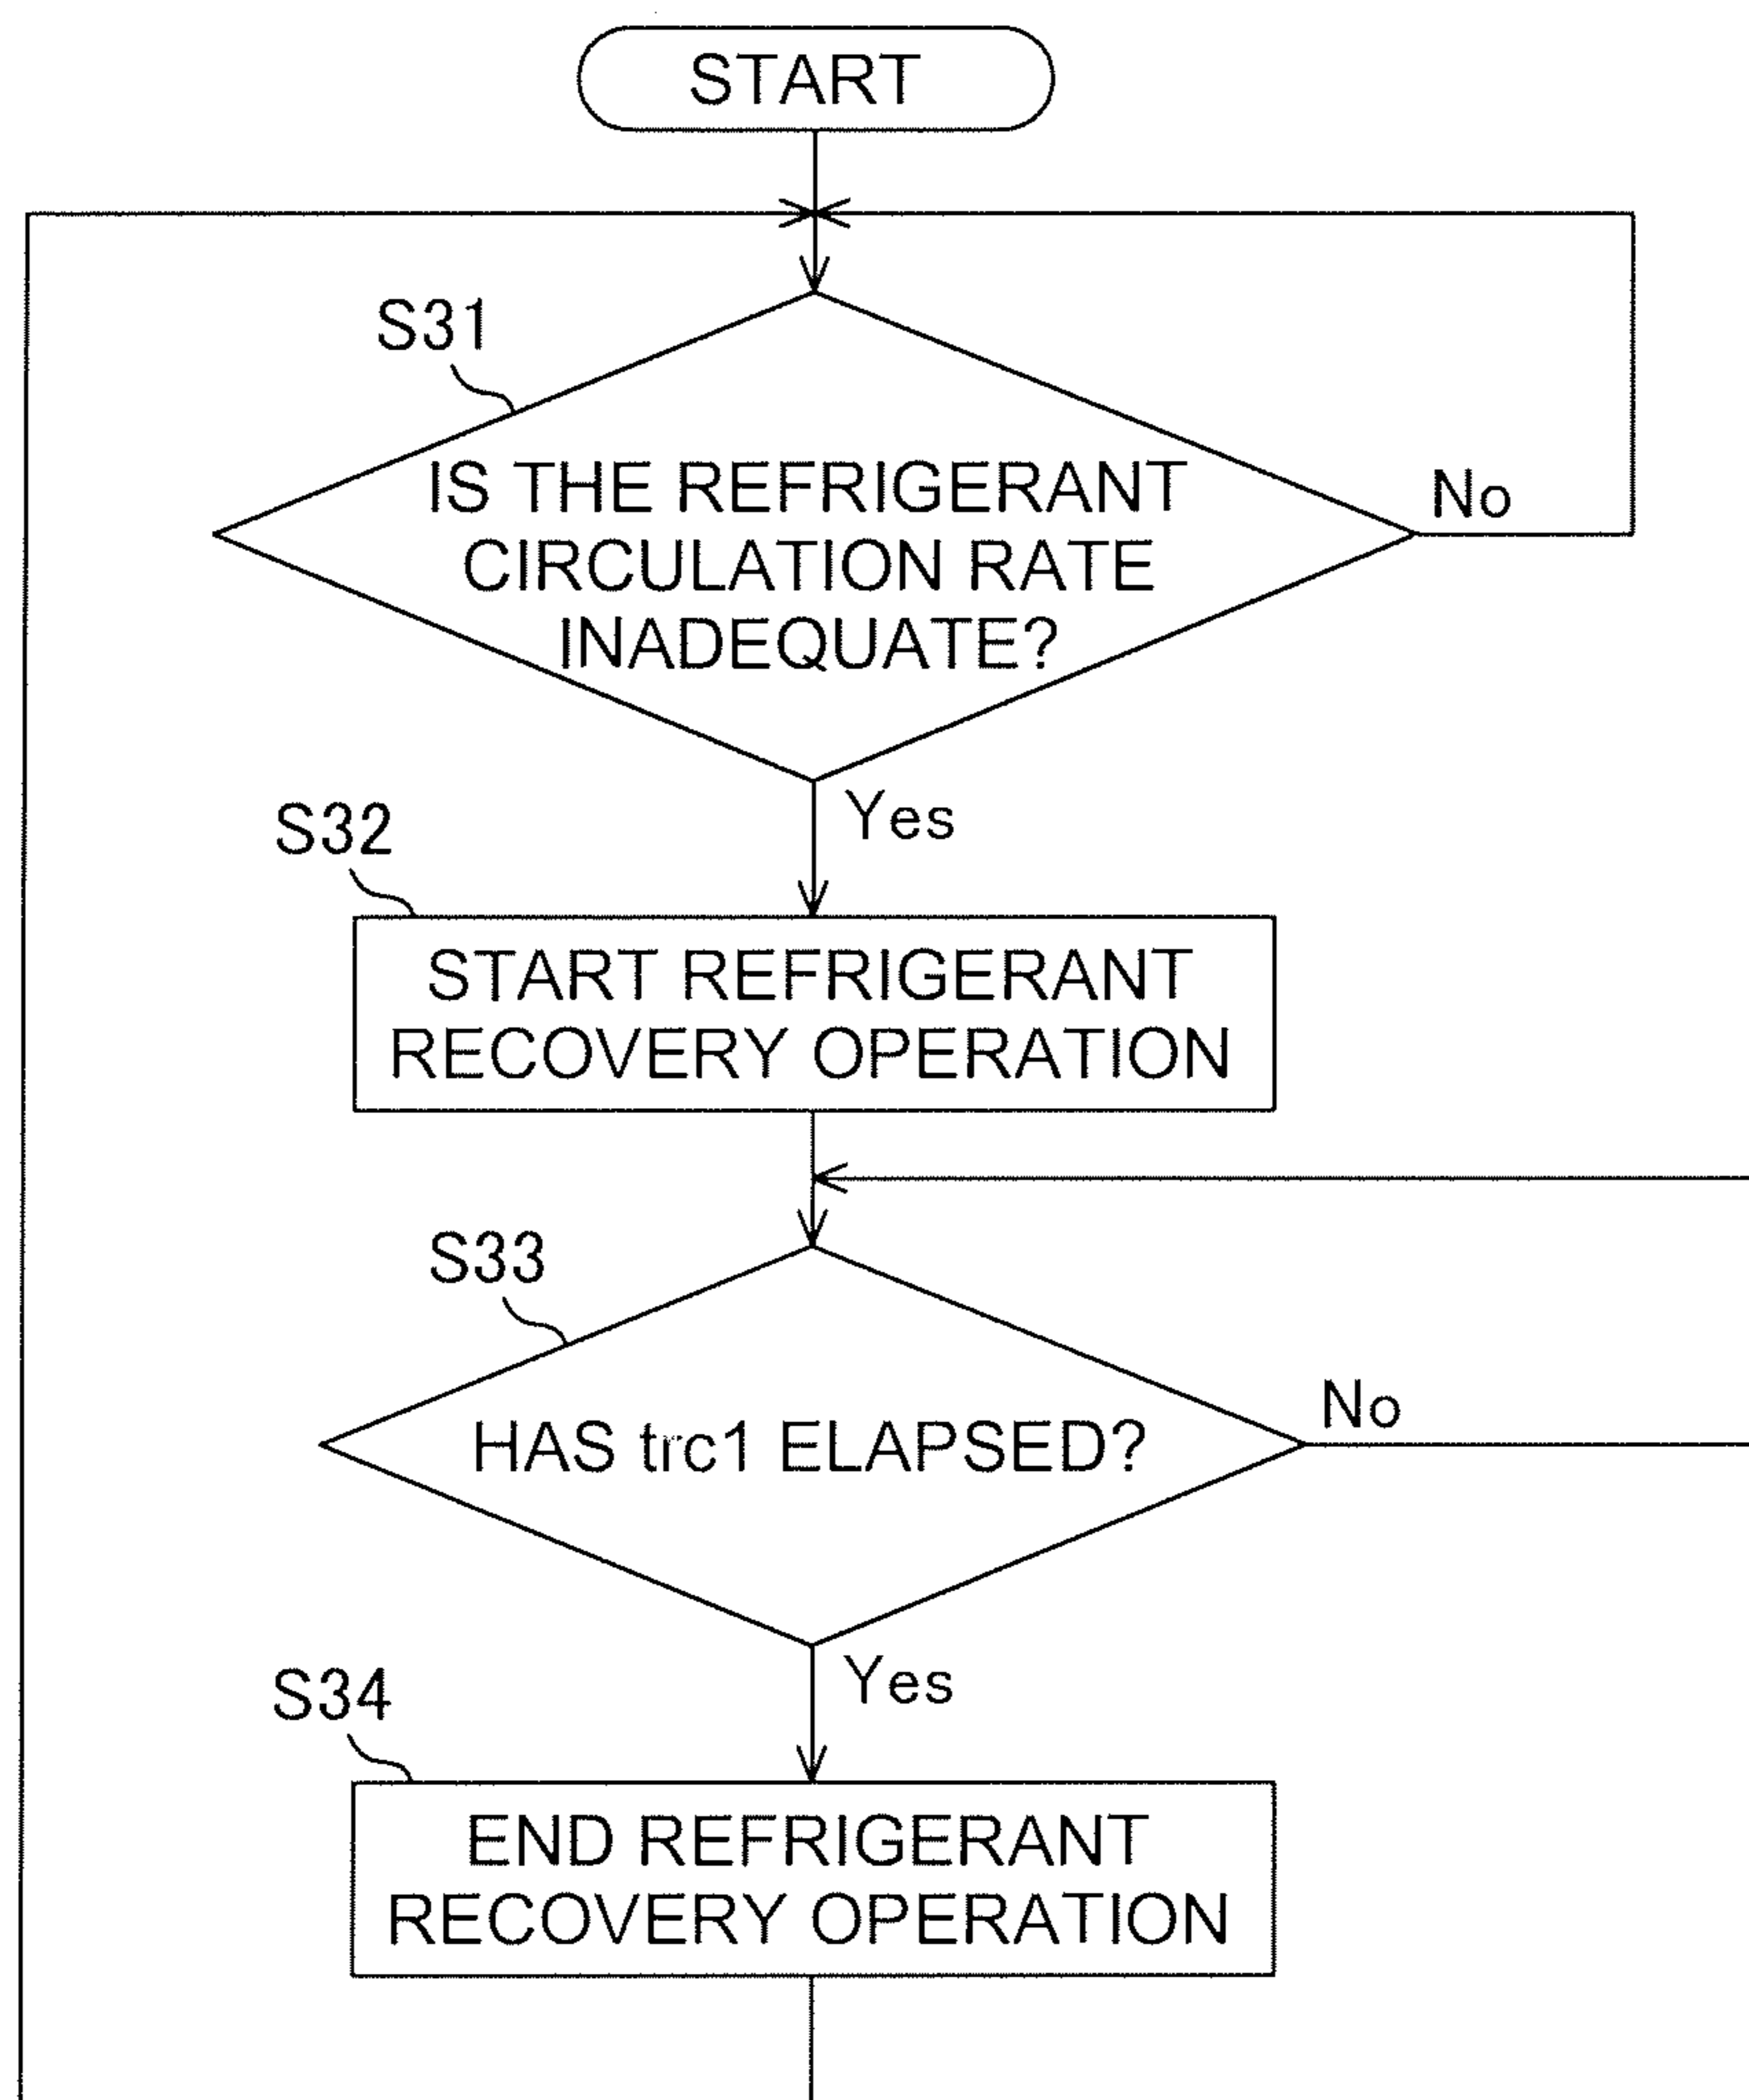 START
S31
IS THE REFRIGERANT
CIRCULATION RATE
INADEQUATE?
No
Yes
S32
START REFRIGERANT
RECOVERY OPERATION
S33
HAS trc1 ELAPSED?
No
Yes
S34
END REFRIGERANT
RECOVERY OPERATION